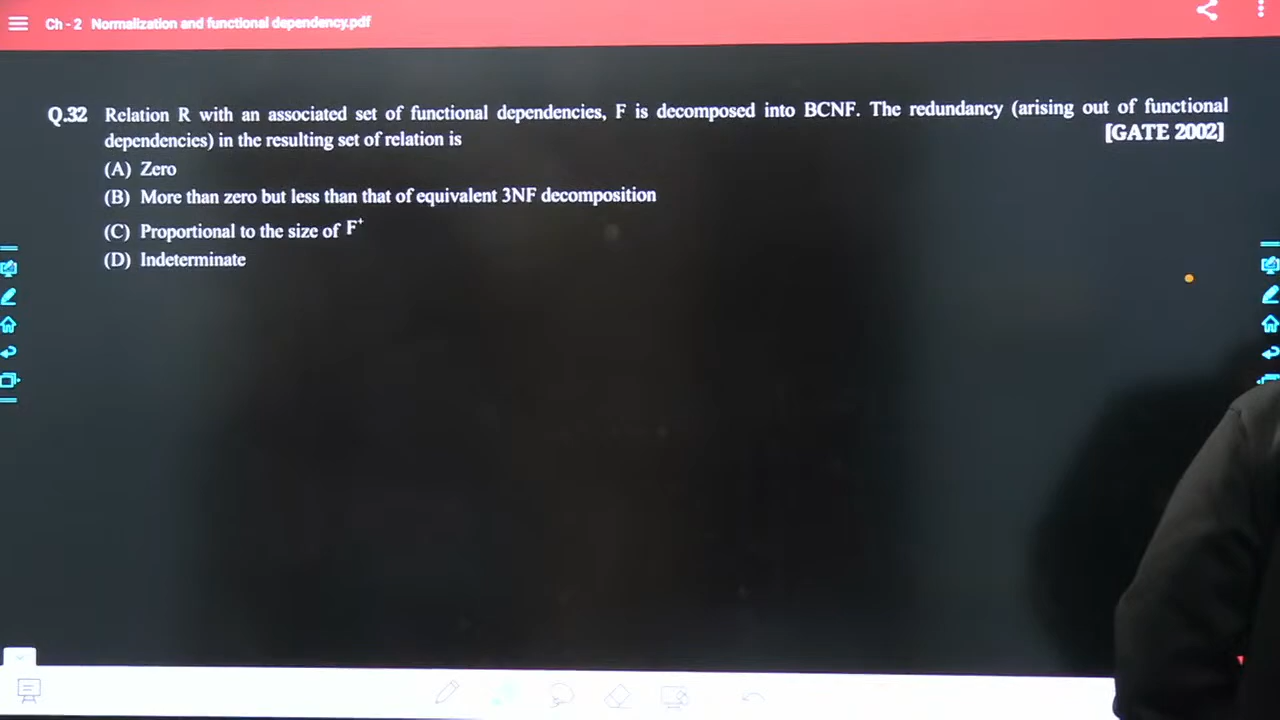 Ch - 2 Normalization and functional dependency.pdf
Q.32 Relation R with an associated set of functional dependencies, F is decomposed into BCNF. The redundancy (arising out of functional
dependencies) in the resulting set of relation is [GATE 2002]
(A) Zero
(B) More than zero but less than that of equivalent 3NF decomposition
(C) Proportional to the size of F⁺
(D) Indeterminate